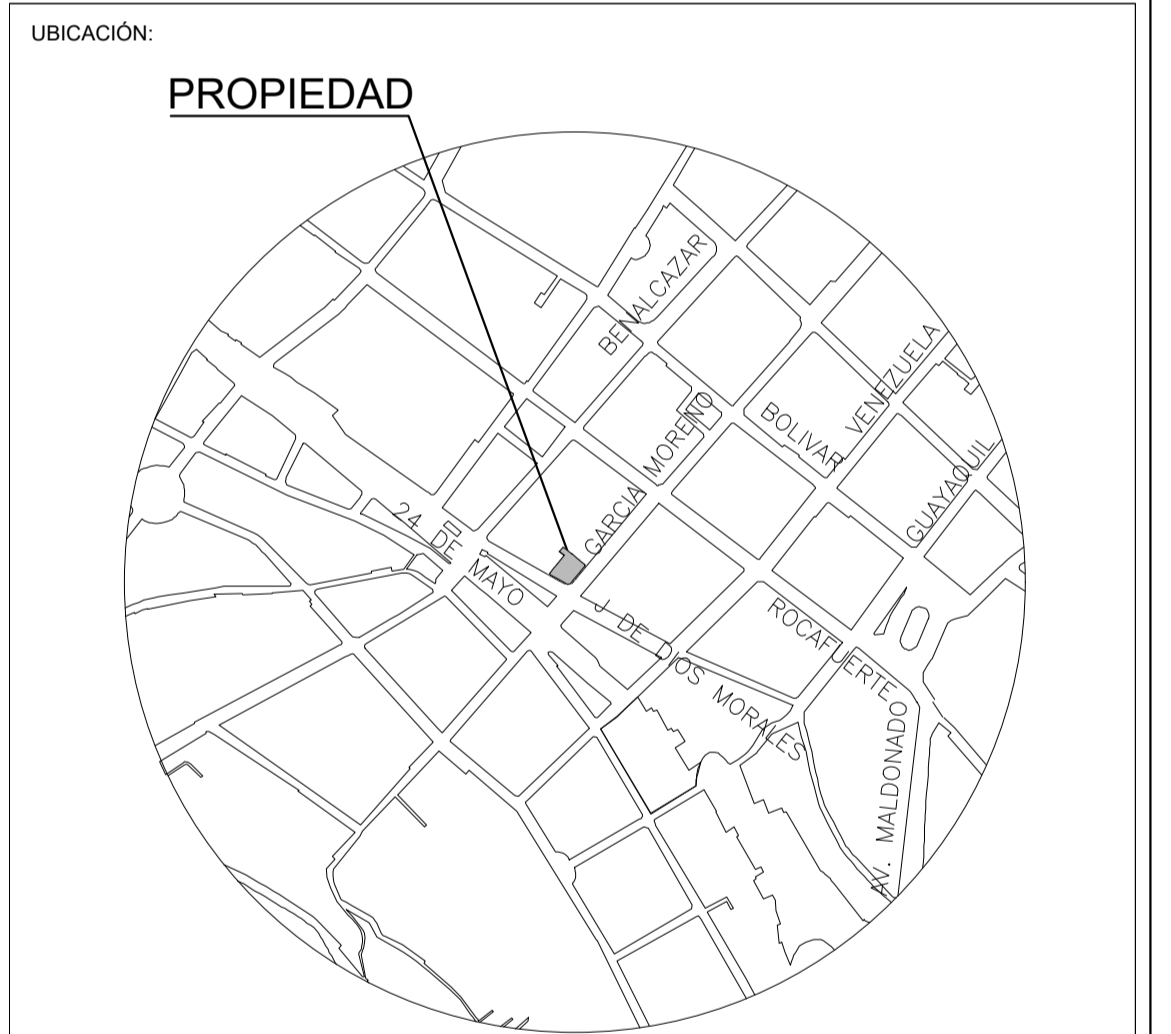 UBICACIÓN:
PROPIEDAD
BENALCAZAR
GARCIA MORENO
BOLIVAR
VENEZUELA
GUAYAQUIL
24 DE MAYO
J DE DIOS MORALES
ROCAFUERTE
AV. MALDONADO